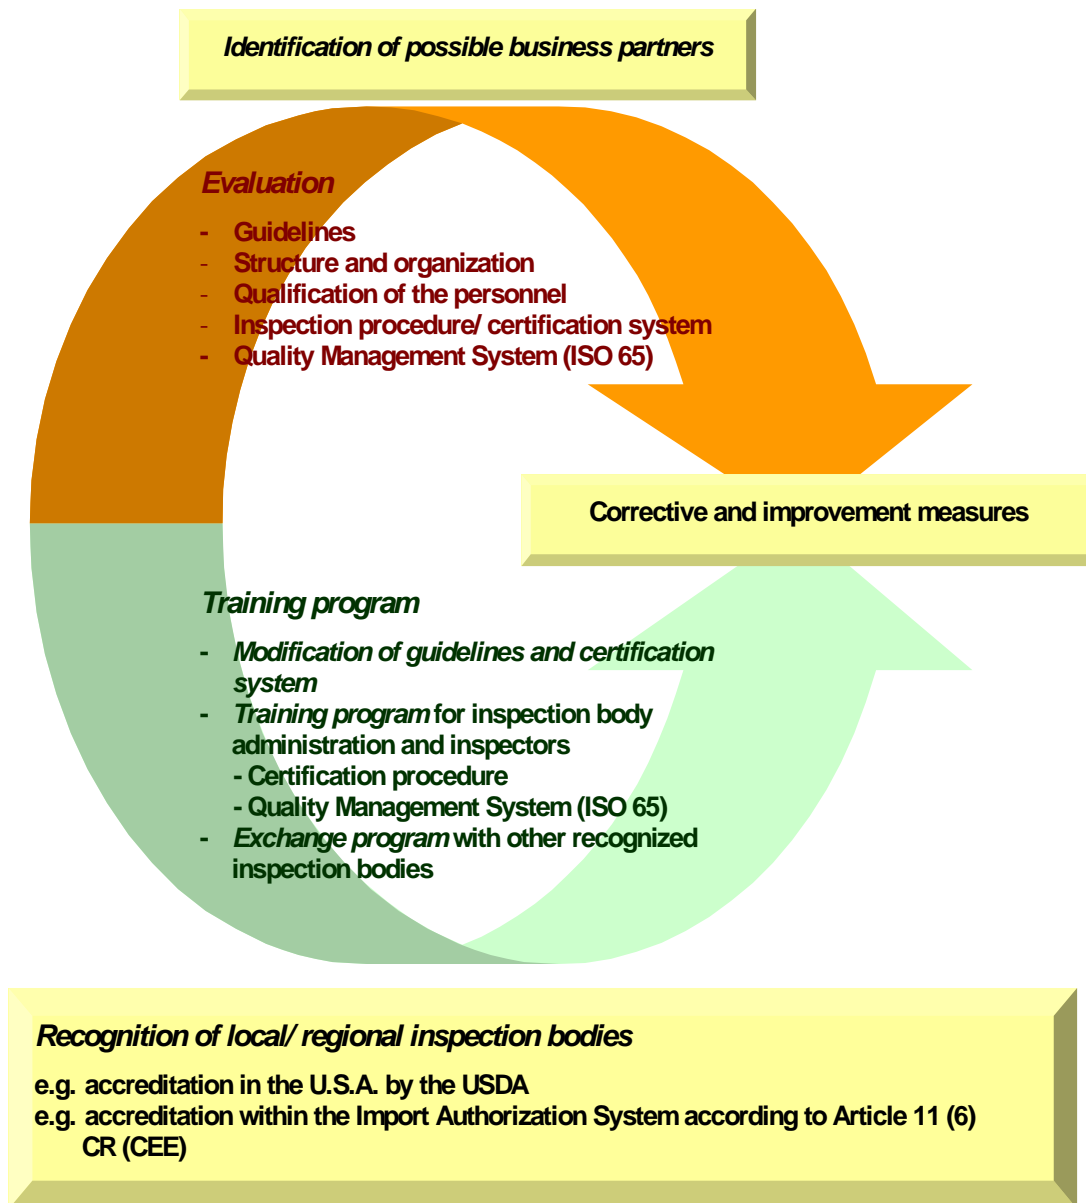 Identification of possible business partners
Evaluation
- Guidelines
- Structure and organization
- Qualification of the personnel
- Inspection procedure/ certification system
- Quality Management System (ISO 65)
Corrective and improvement measures
Training program
- Modification of guidelines and certification
system
- Training program for inspection body
administration and inspectors
- Certification procedure
- Quality Management System (ISO 65)
- Exchange program with other recognized
inspection bodies
Recognition of local/ regional inspection bodies
e.g. accreditation in the U.S.A. by the USDA
e.g. accreditation within the Import Authorization System according to Article 11 (6)
CR (CEE)